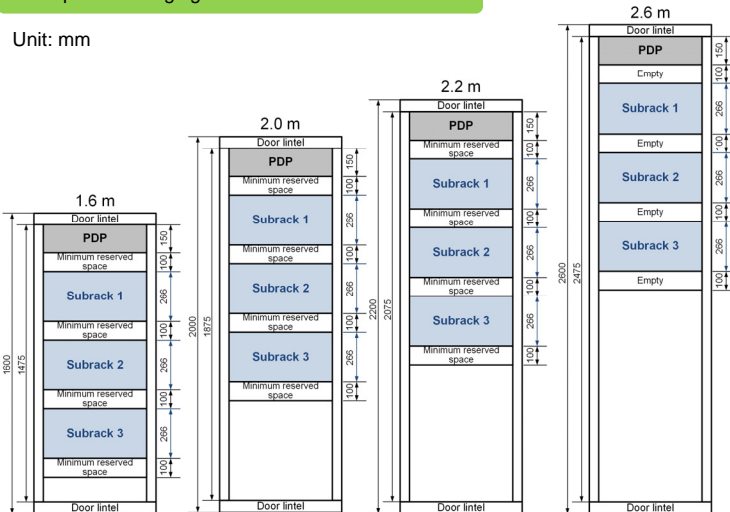 Unit: mm
1.6 m
Door lintel
PDP
Minimum reserved
space
Subrack 1
Minimum reserved
space
Subrack 2
Minimum reserved
space
Subrack 3
Minimum reserved
space
Door lintel
1600
1475
150
100
266
100
266
100
266
100
2.0 m
Door lintel
PDP
Minimum reserved
space
Subrack 1
Minimum reserved
space
Subrack 2
Minimum reserved
space
Subrack 3
Minimum reserved
space
Door lintel
2000
1875
150
100
266
100
266
100
266
100
2.2 m
Door lintel
PDP
Minimum reserved
space
Subrack 1
Minimum reserved
space
Subrack 2
Minimum reserved
space
Subrack 3
Minimum reserved
space
Door lintel
2200
2075
150
100
266
100
266
100
266
100
2.6 m
Door lintel
PDP
Empty
Subrack 1
Empty
Subrack 2
Empty
Subrack 3
Empty
Door lintel
2600
2475
150
100
266
100
266
100
266
100